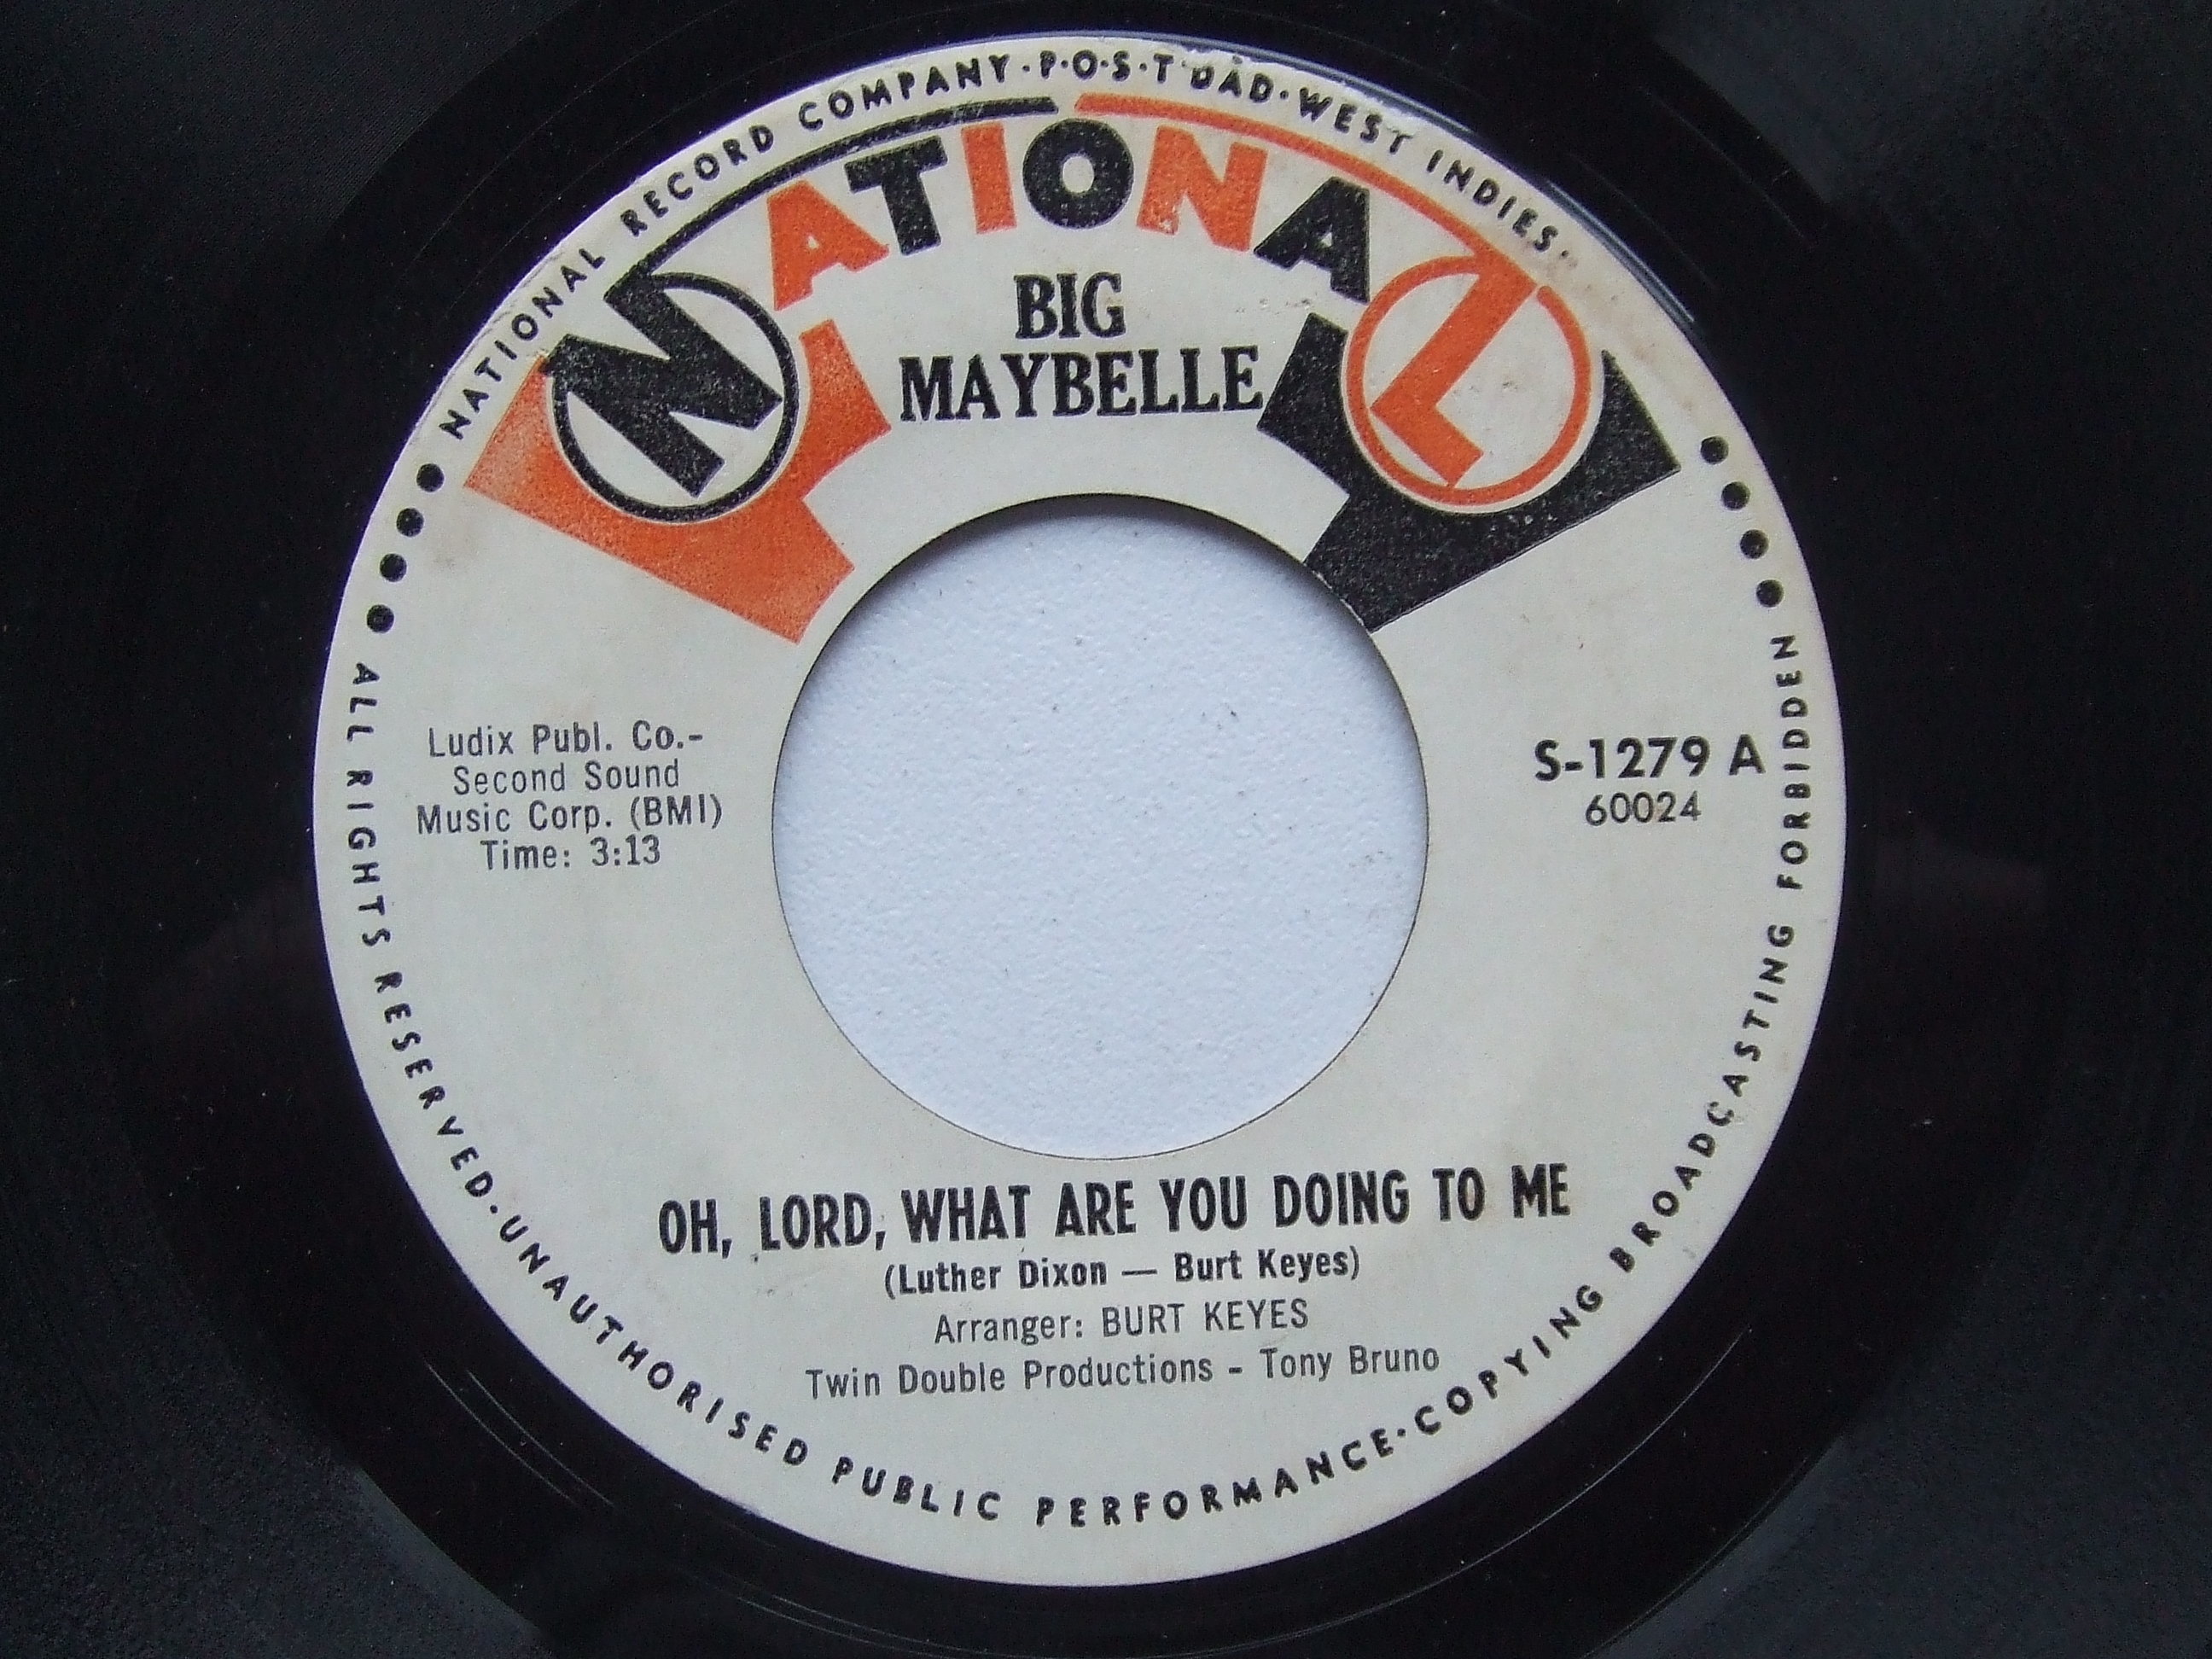 NATIONAL RECORD COMPANY·P·O·S·T DAD·WEST INDIES·
NATIONAL
BIG
MAYBELLE
Ludix Publ. Co.-
Second Sound
Music Corp. (BMI)
Time: 3:13
S-1279 A
60024
OH, LORD, WHAT ARE YOU DOING TO ME
(Luther Dixon — Burt Keyes)
Arranger: BURT KEYES
Twin Double Productions - Tony Bruno
ALL RIGHTS RESERVED·UNAUTHORISED PUBLIC PERFORMANCE·COPYING BROADCASTING FORBIDDEN